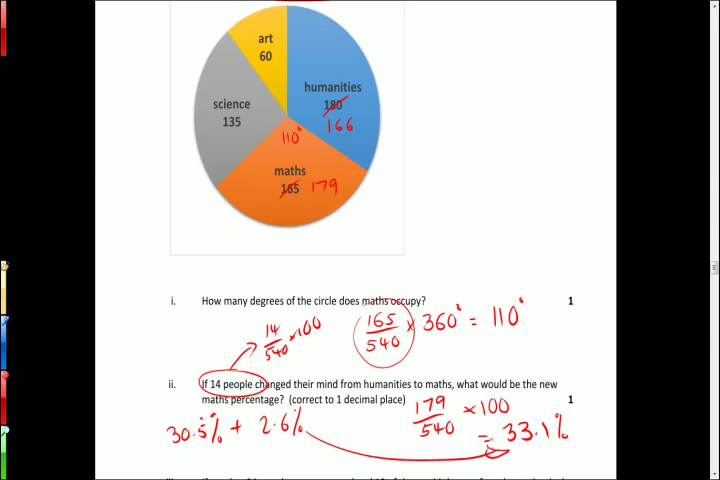 art
60
humanities
180
166
science
135
110°
maths
165 179
i. How many degrees of the circle does maths occupy? 1
14/540 × 100
165/540 × 360° = 110°
ii. If 14 people changed their mind from humanities to maths, what would be the new
maths percentage? (correct to 1 decimal place) 1
179/540 × 100
30.5% + 2.6%
= 33.1%